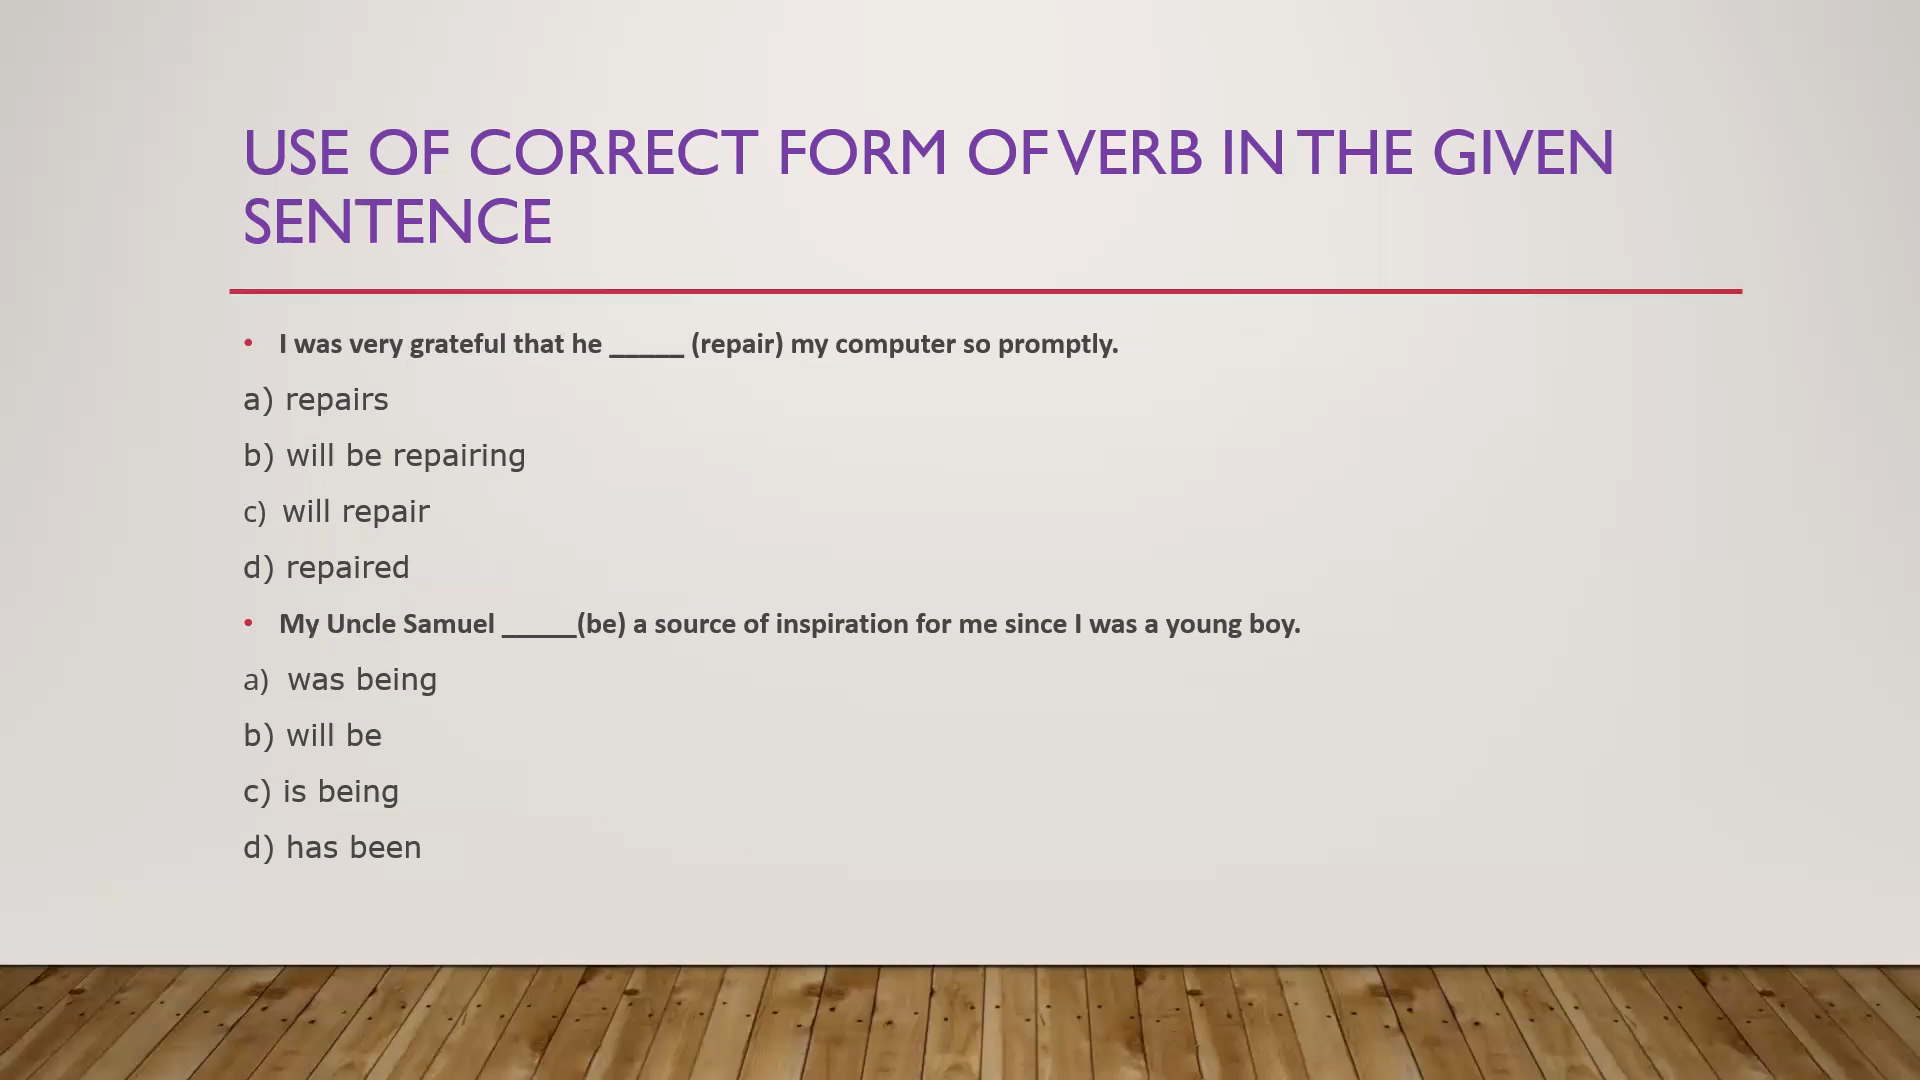 USE OF CORRECT FORM OF VERB IN THE GIVEN
SENTENCE
• I was very grateful that he _____ (repair) my computer so promptly.
a) repairs
b) will be repairing
c) will repair
d) repaired
• My Uncle Samuel _____(be) a source of inspiration for me since I was a young boy.
a) was being
b) will be
c) is being
d) has been